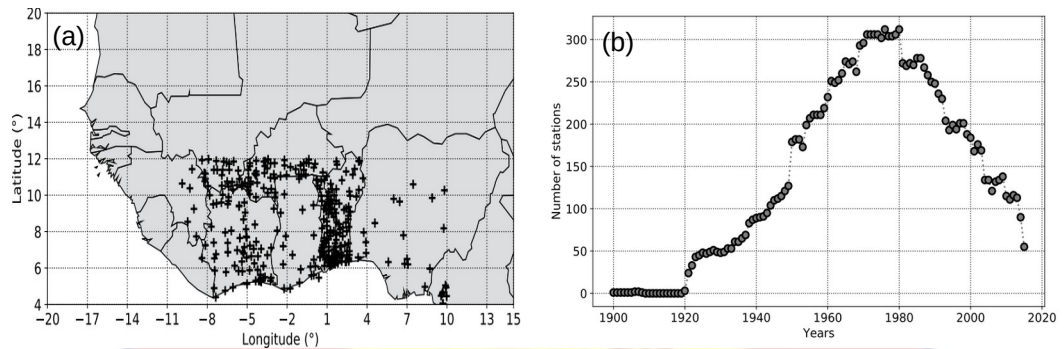 (a)
20
18
16
14
12
10
8
6
4
Latitude (°)
−20 −17 −14 −11 −8 −5 −2 1 4 7 10 13 15
Longitude (°)
(b)
300
250
200
150
100
50
0
Number of stations
1900 1920 1940 1960 1980 2000 2020
Years